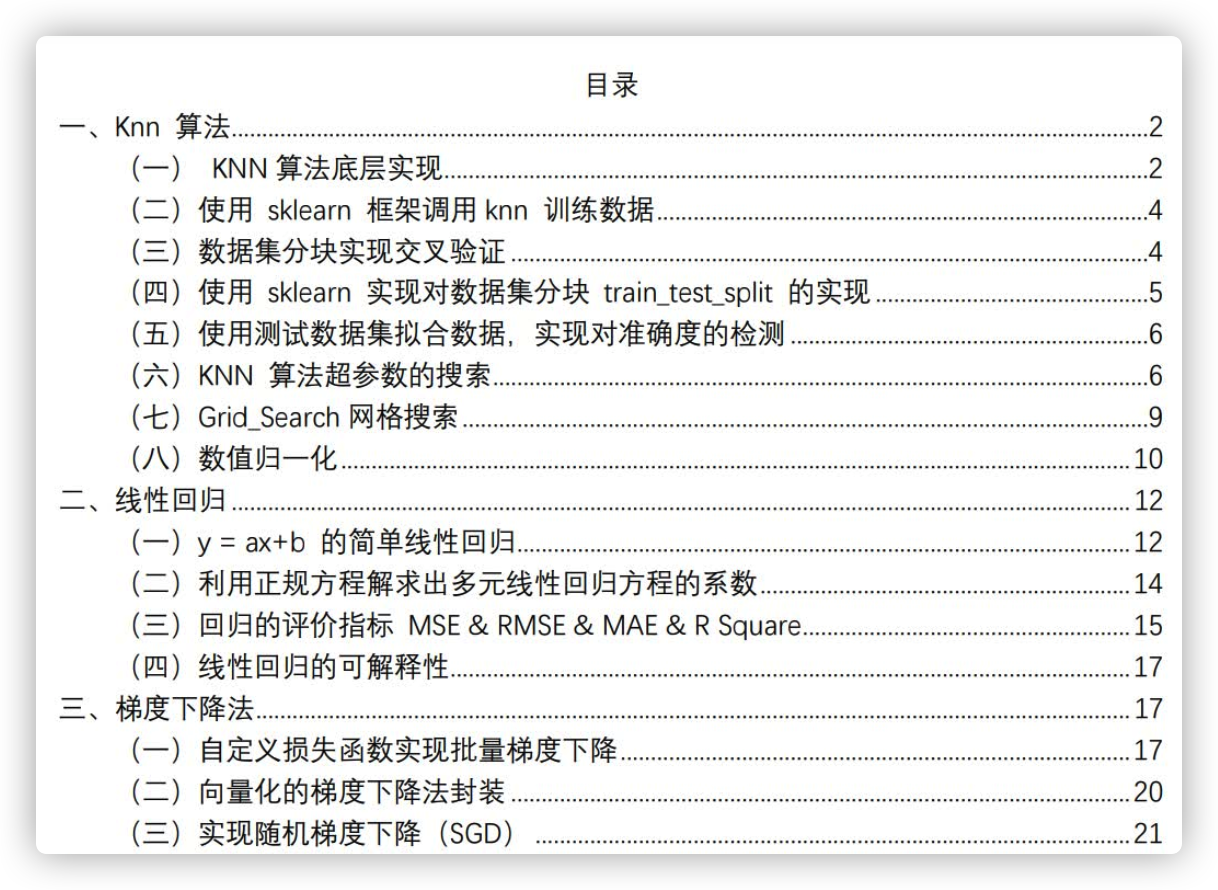 目录
一、Knn 算法........2
（一） KNN 算法底层实现........2
（二）使用 sklearn 框架调用 knn 训练数据........4
（三）数据集分块实现交叉验证........4
（四）使用 sklearn 实现对数据集分块 train_test_split 的实现........5
（五）使用测试数据集拟合数据，实现对准确度的检测........6
（六）KNN 算法超参数的搜索........6
（七）Grid_Search 网格搜索........9
（八）数值归一化........10
二、线性回归........12
（一）y = ax+b 的简单线性回归........12
（二）利用正规方程解求出多元线性回归方程的系数........14
（三）回归的评价指标 MSE & RMSE & MAE & R Square........15
（四）线性回归的可解释性........17
三、梯度下降法........17
（一）自定义损失函数实现批量梯度下降........17
（二）向量化的梯度下降法封装........20
（三）实现随机梯度下降（SGD）........21